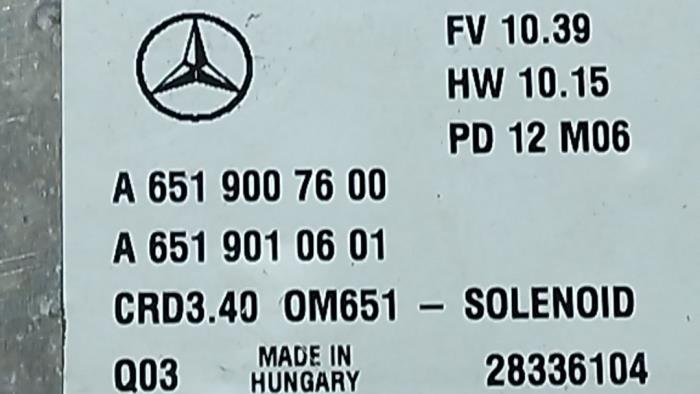 FV 10.39
HW 10.15
PD 12 M06
A 651 900 76 00
A 651 901 06 01
CRD3.40 OM651 – SOLENOID
Q03 MADE IN HUNGARY 28336104